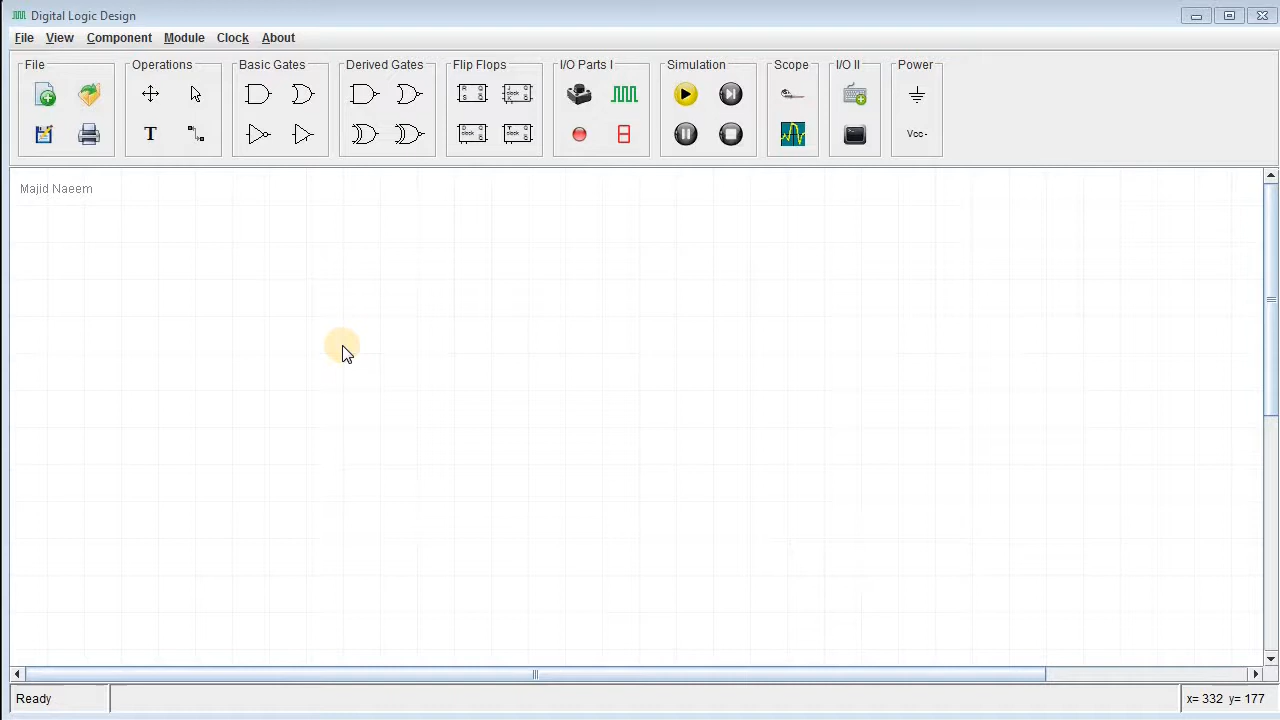 Digital Logic Design
File View Component Module Clock About
File Operations Basic Gates Derived Gates Flip Flops I/O Parts I Simulation Scope I/O II Power
T Vcc-
Majid Naeem
Ready x= 332 y= 177